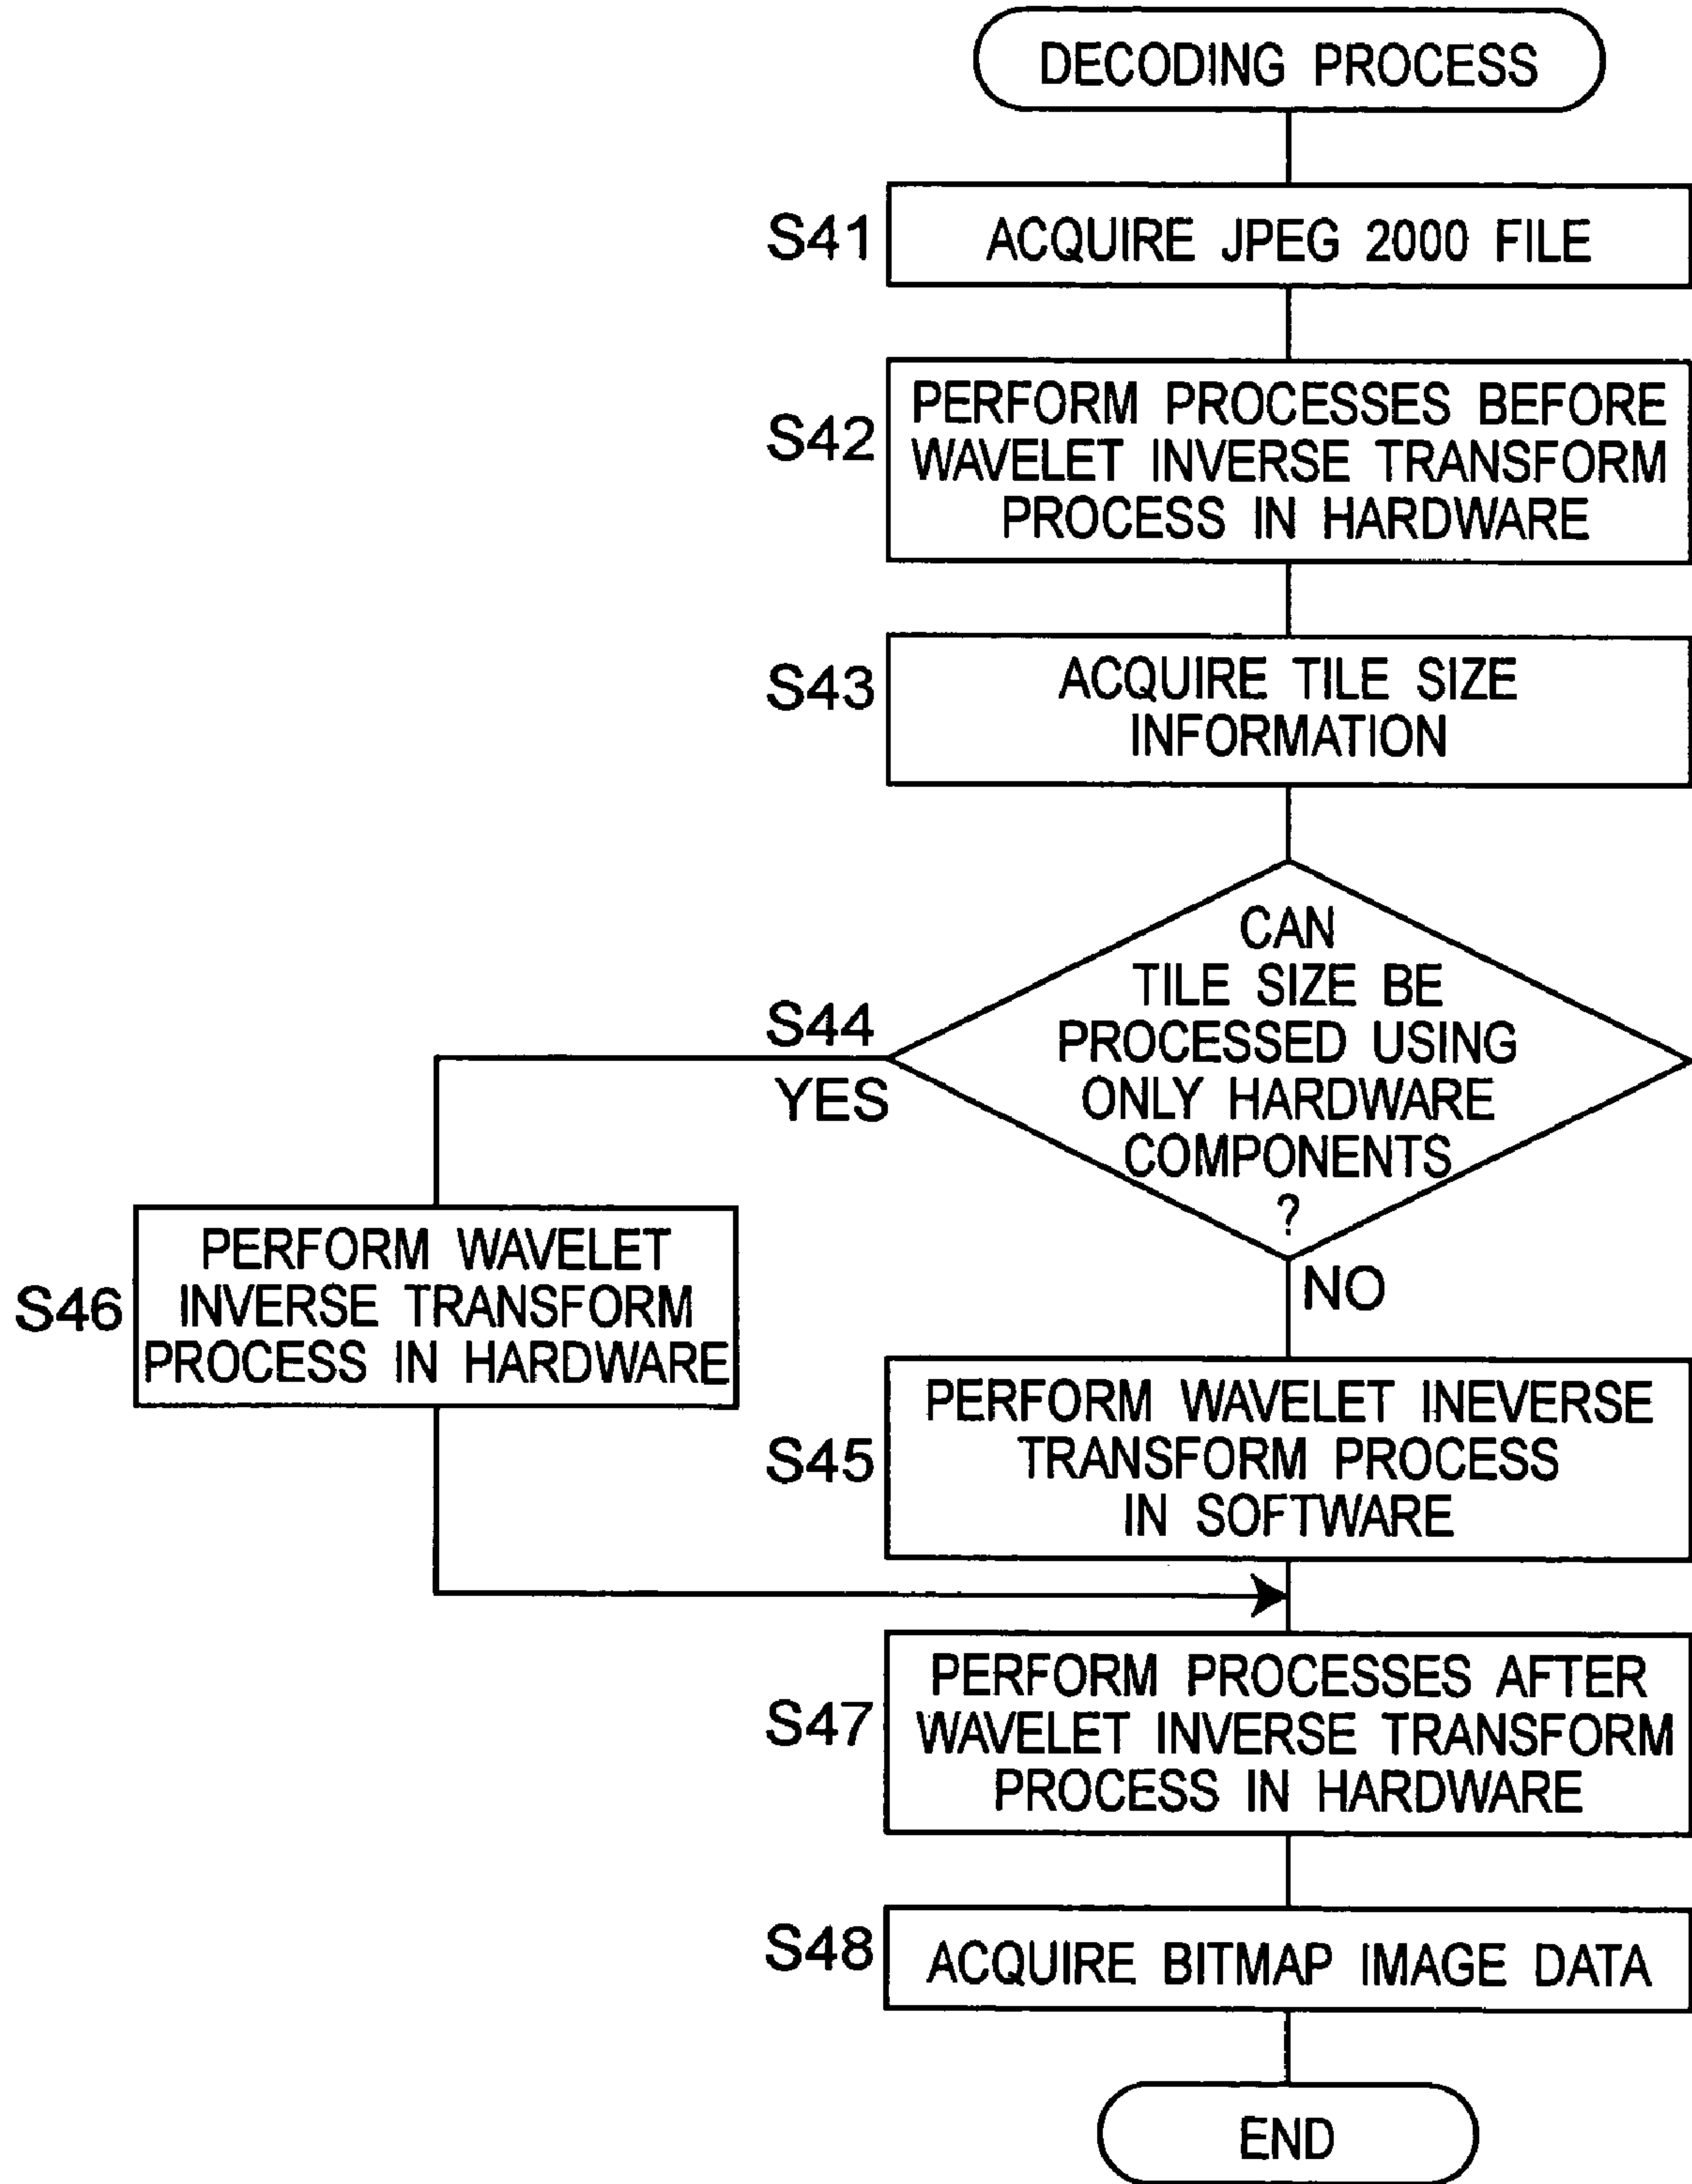 DECODING PROCESS
S41
ACQUIRE JPEG 2000 FILE
S42
PERFORM PROCESSES BEFORE
WAVELET INVERSE TRANSFORM
PROCESS IN HARDWARE
S43
ACQUIRE TILE SIZE
INFORMATION
S44
CAN
TILE SIZE BE
PROCESSED USING
ONLY HARDWARE
COMPONENTS
?
YES
NO
S46
PERFORM WAVELET
INVERSE TRANSFORM
PROCESS IN HARDWARE
S45
PERFORM WAVELET INEVERSE
TRANSFORM PROCESS
IN SOFTWARE
S47
PERFORM PROCESSES AFTER
WAVELET INVERSE TRANSFORM
PROCESS IN HARDWARE
S48
ACQUIRE BITMAP IMAGE DATA
END